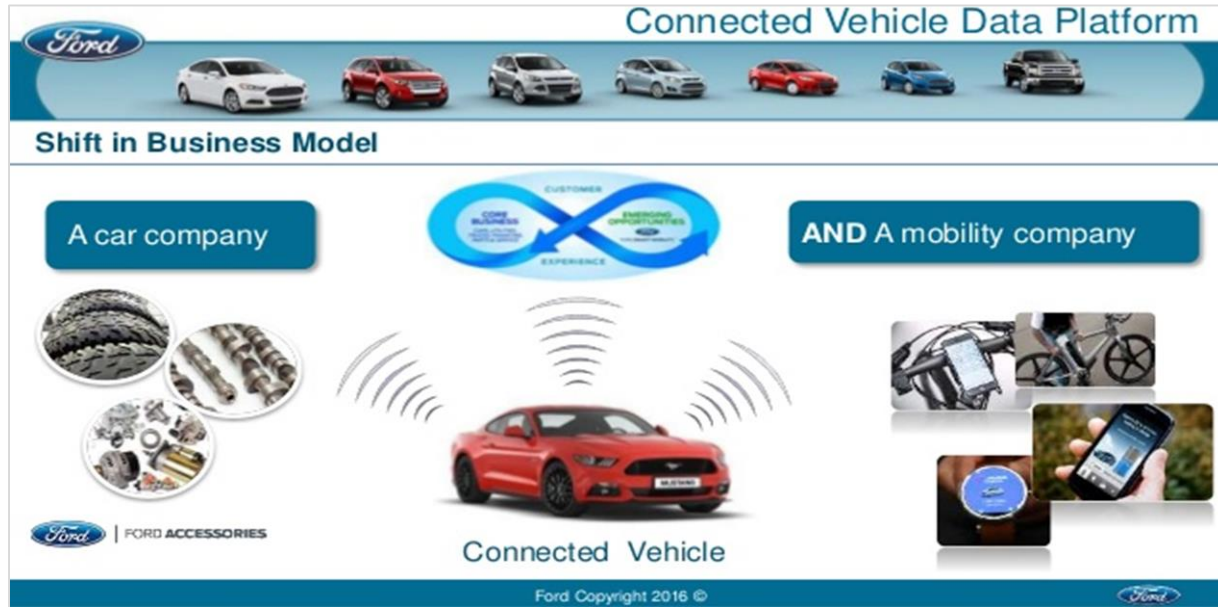 Ford
Connected Vehicle Data Platform
Shift in Business Model
A car company
CUSTOMER
CORE
BUSINESS
EMERGING
OPPORTUNITIES
EXPERIENCE
AND A mobility company
MUSTANG
Ford | FORD ACCESSORIES
Connected Vehicle
Ford Copyright 2016 ©
Ford